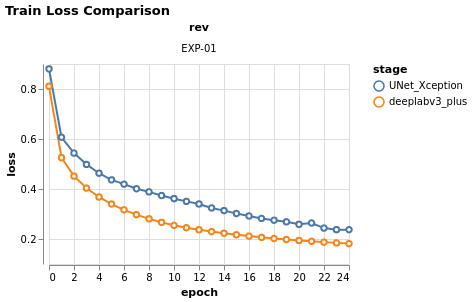 Train Loss Comparison
rev
EXP-01
stage
UNet_Xception
deeplabv3_plus
loss
0.8
0.6
0.4
0.2
0 2 4 6 8 10 12 14 16 18 20 22 24
epoch